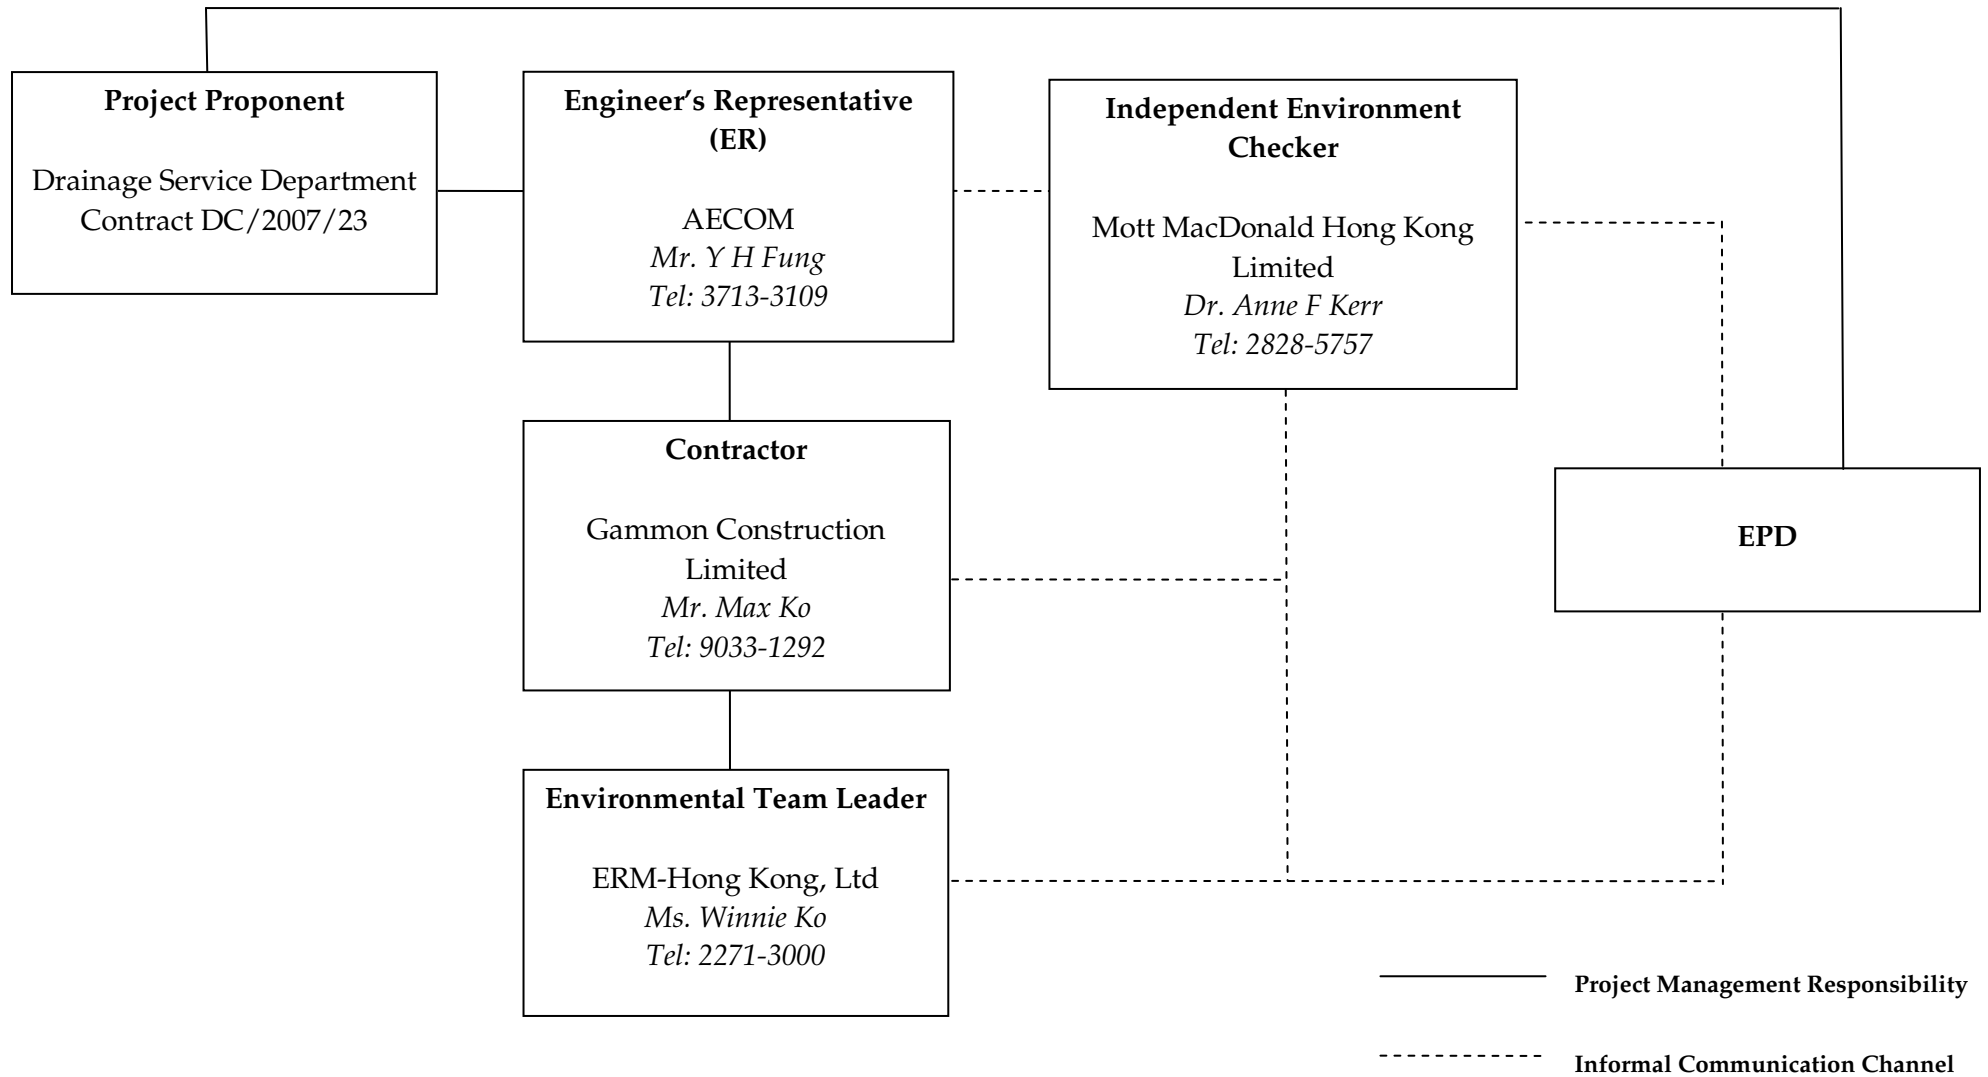 Project Proponent
Drainage Service Department
Contract DC/2007/23
Engineer’s Representative
(ER)
AECOM
Mr. Y H Fung
Tel: 3713-3109
Independent Environment
Checker
Mott MacDonald Hong Kong
Limited
Dr. Anne F Kerr
Tel: 2828-5757
Contractor
Gammon Construction
Limited
Mr. Max Ko
Tel: 9033-1292
EPD
Environmental Team Leader
ERM-Hong Kong, Ltd
Ms. Winnie Ko
Tel: 2271-3000
Project Management Responsibility
Informal Communication Channel